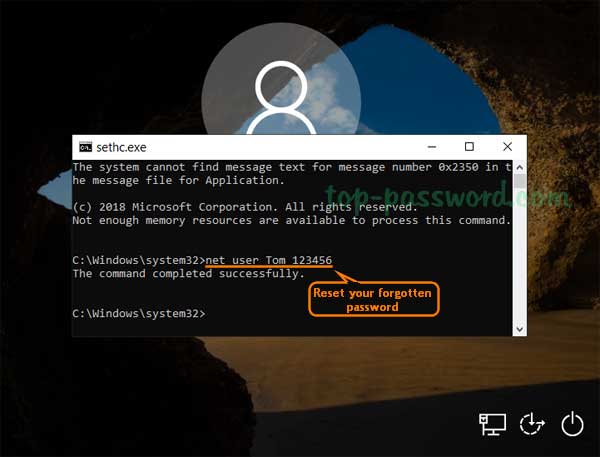 sethc.exe
The system cannot find message text for message number 0x2350 in t
he message file for Application.
top-password.com
(c) 2018 Microsoft Corporation. All rights reserved.
Not enough memory resources are available to process this command.
C:\Windows\system32>net user Tom 123456
The command completed successfully.
Reset your forgotten
password
C:\Windows\system32>